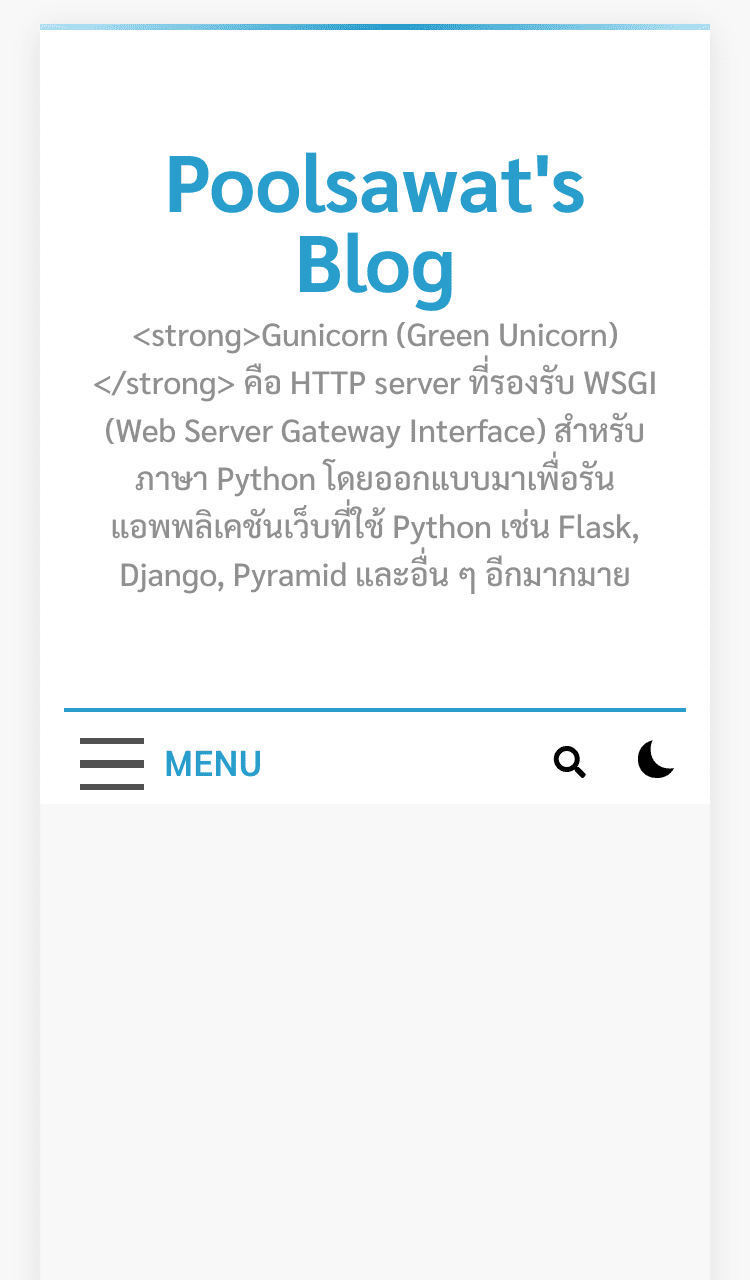 Poolsawat's
Blog
<strong>Gunicorn (Green Unicorn)
</strong> คือ HTTP server ที่รองรับ WSGI
(Web Server Gateway Interface) สำหรับ
ภาษา Python โดยออกแบบมาเพื่อรัน
แอพพลิเคชันเว็บที่ใช้ Python เช่น Flask,
Django, Pyramid และอื่น ๆ อีกมากมาย
MENU